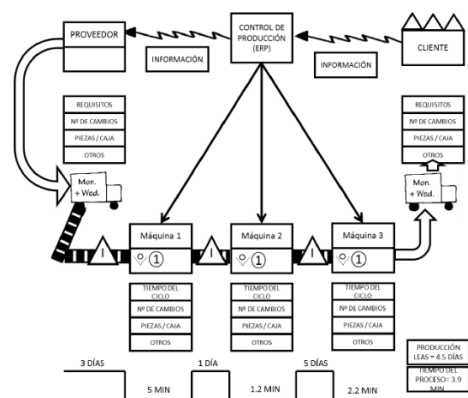 PROVEEDOR
CONTROL DE
PRODUCCIÓN
(ERP)
CLIENTE
INFORMACIÓN
INFORMACIÓN
REQUISITOS
Nº DE CAMBIOS
PIEZAS / CAJA
OTROS
REQUISITOS
Nº DE CAMBIOS
PIEZAS / CAJA
OTROS
Mon.
+ Wed.
Mon.
+ Wed.
I
Máquina 1
1
I
Máquina 2
1
I
Máquina 3
1
TIEMPO DEL
CICLO
Nº DE CAMBIOS
PIEZAS / CAJA
OTROS
TIEMPO DEL
CICLO
Nº DE CAMBIOS
PIEZAS / CAJA
OTROS
TIEMPO DEL
CICLO
Nº DE CAMBIOS
PIEZAS / CAJA
OTROS
3 DÍAS
5 MIN
1 DÍA
1.2 MIN
5 DÍAS
2.2 MIN
PRODUCCIÓN
LEAS = 4.5 DÍAS
TIEMPO DEL
PROCESO= 3.9
MIN